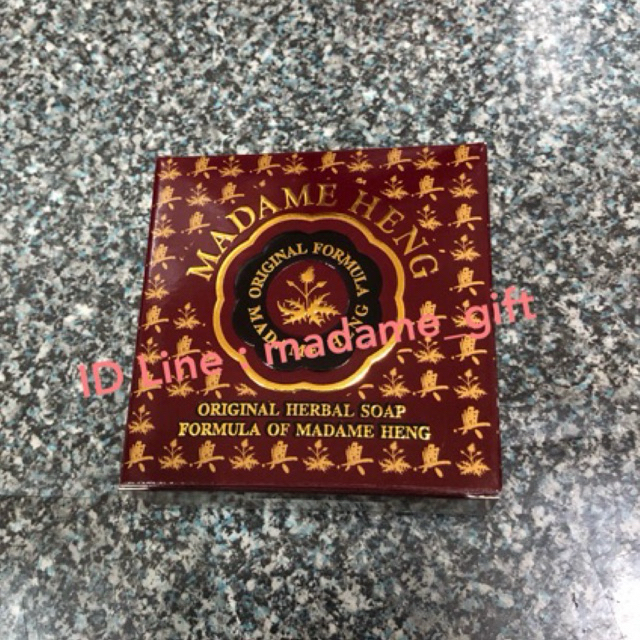 MADAME HENG
ORIGINAL FORMULA
MADAME HENG
ID Line : madame_gift
ORIGINAL HERBAL SOAP
FORMULA OF MADAME HENG